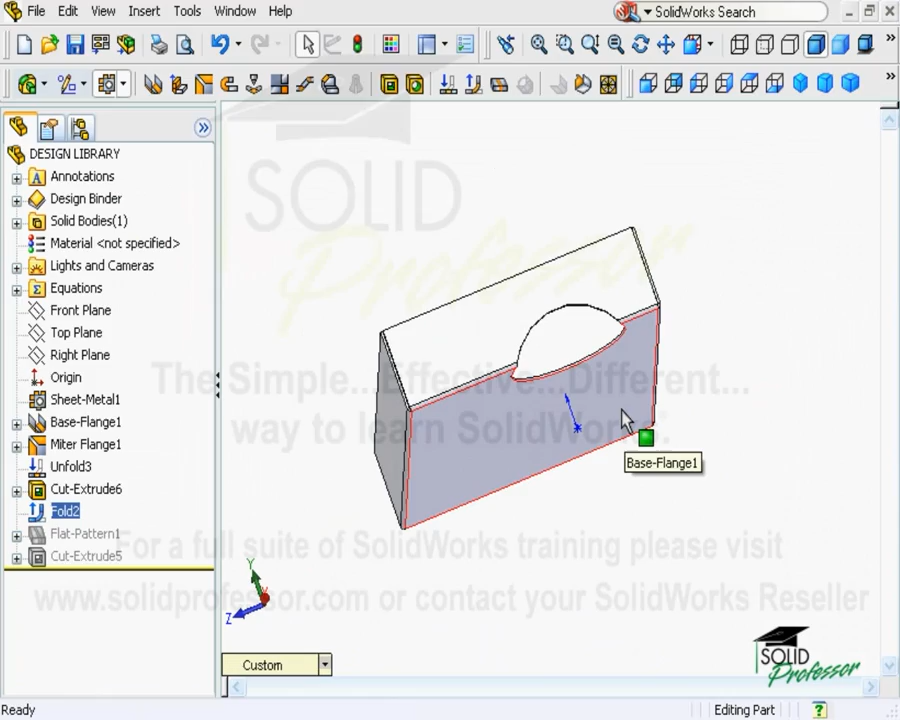 File Edit View Insert Tools Window Help
SolidWorks Search
DESIGN LIBRARY
Annotations
Design Binder
Solid Bodies(1)
Material <not specified>
Lights and Cameras
Equations
Front Plane
Top Plane
Right Plane
Origin
Sheet-Metal1
Base-Flange1
Miter Flange1
Unfold3
Cut-Extrude6
Fold2
Flat-Pattern1
Cut-Extrude5
SOLID
Professor
The Simple...Effective...Different...
way to learn SolidWorks
Base-Flange1
For a full suite of SolidWorks training please visit
www.solidprofessor.com or contact your SolidWorks Reseller
Y
Z
Custom
SOLID
Professor
Ready
Editing Part